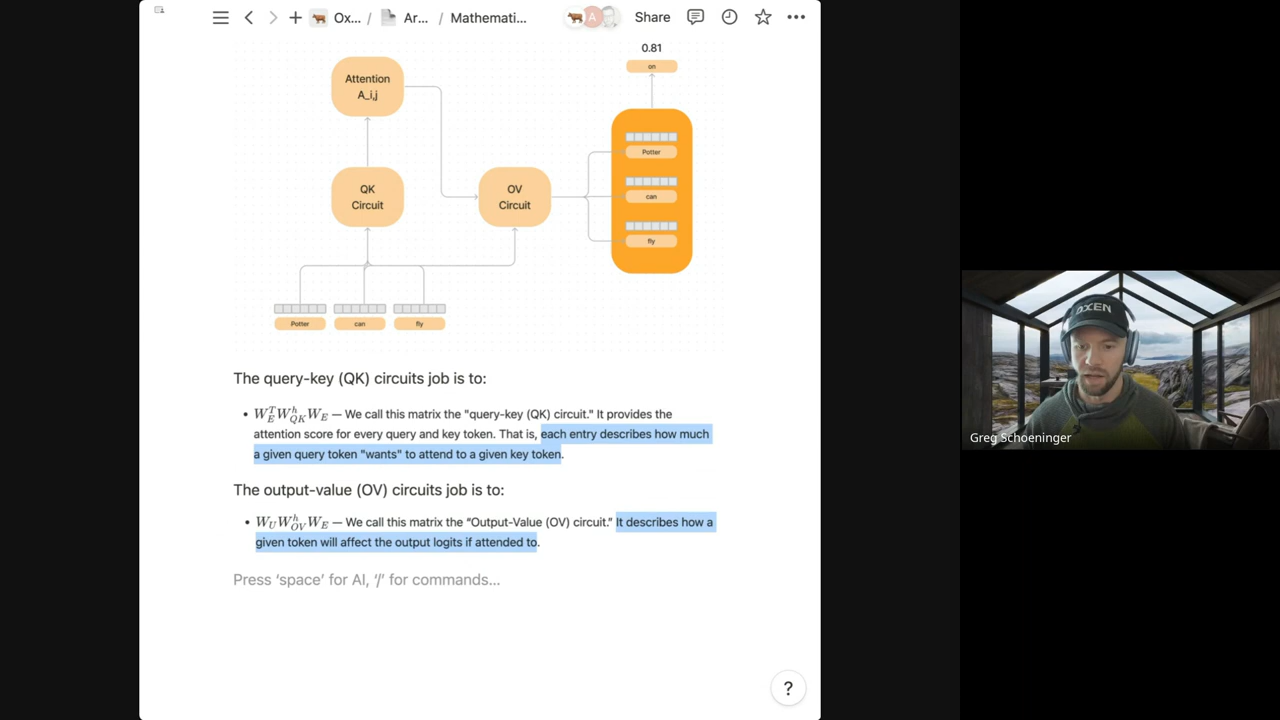 Ox... / Ar... / Mathemati... A Share
0.81
on
Attention
A_i,j
Potter
QK
Circuit
OV
Circuit
can
fly
Potter can fly
The query-key (QK) circuits job is to:
• W_E^T W_{QK}^h W_E — We call this matrix the "query-key (QK) circuit." It provides the
attention score for every query and key token. That is, each entry describes how much
a given query token "wants" to attend to a given key token.
The output-value (OV) circuits job is to:
• W_U W_{OV}^h W_E — We call this matrix the “Output-Value (OV) circuit.” It describes how a
given token will affect the output logits if attended to.
Press ‘space’ for AI, ‘/’ for commands...
?
OXEN
Greg Schoeninger